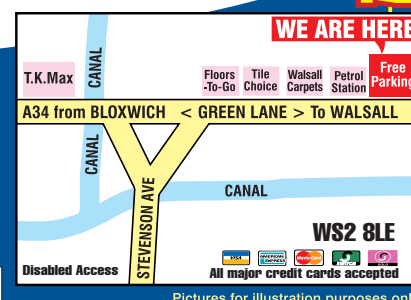 WE ARE HERE
T.K.Max
CANAL
Floors
-To-Go
Tile
Choice
Walsall
Carpets
Petrol
Station
Free
Parking
A34 from BLOXWICH < GREEN LANE > To WALSALL
CANAL
STEVENSON AVE
CANAL
WS2 8LE
VISA
AMERICAN EXPRESS
MasterCard
Disabled Access
All major credit cards accepted
Pictures for illustration purposes onl